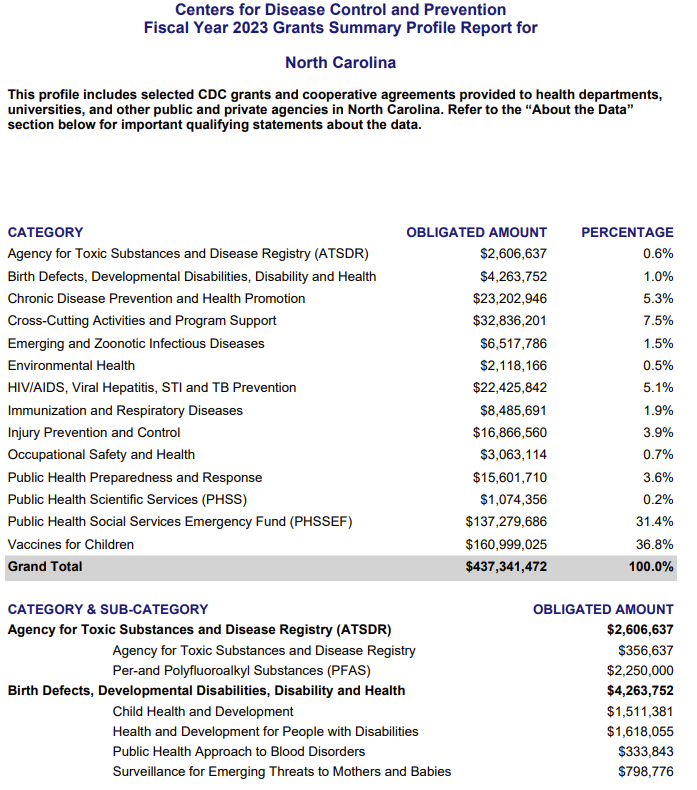 Centers for Disease Control and Prevention
Fiscal Year 2023 Grants Summary Profile Report for
North Carolina
This profile includes selected CDC grants and cooperative agreements provided to health departments,
universities, and other public and private agencies in North Carolina. Refer to the “About the Data”
section below for important qualifying statements about the data.
CATEGORY OBLIGATED AMOUNT PERCENTAGE
Agency for Toxic Substances and Disease Registry (ATSDR) $2,606,637 0.6%
Birth Defects, Developmental Disabilities, Disability and Health $4,263,752 1.0%
Chronic Disease Prevention and Health Promotion $23,202,946 5.3%
Cross-Cutting Activities and Program Support $32,836,201 7.5%
Emerging and Zoonotic Infectious Diseases $6,517,786 1.5%
Environmental Health $2,118,166 0.5%
HIV/AIDS, Viral Hepatitis, STI and TB Prevention $22,425,842 5.1%
Immunization and Respiratory Diseases $8,485,691 1.9%
Injury Prevention and Control $16,866,560 3.9%
Occupational Safety and Health $3,063,114 0.7%
Public Health Preparedness and Response $15,601,710 3.6%
Public Health Scientific Services (PHSS) $1,074,356 0.2%
Public Health Social Services Emergency Fund (PHSSEF) $137,279,686 31.4%
Vaccines for Children $160,999,025 36.8%
Grand Total $437,341,472 100.0%
CATEGORY & SUB-CATEGORY OBLIGATED AMOUNT
Agency for Toxic Substances and Disease Registry (ATSDR) $2,606,637
Agency for Toxic Substances and Disease Registry $356,637
Per-and Polyfluoroalkyl Substances (PFAS) $2,250,000
Birth Defects, Developmental Disabilities, Disability and Health $4,263,752
Child Health and Development $1,511,381
Health and Development for People with Disabilities $1,618,055
Public Health Approach to Blood Disorders $333,843
Surveillance for Emerging Threats to Mothers and Babies $798,776